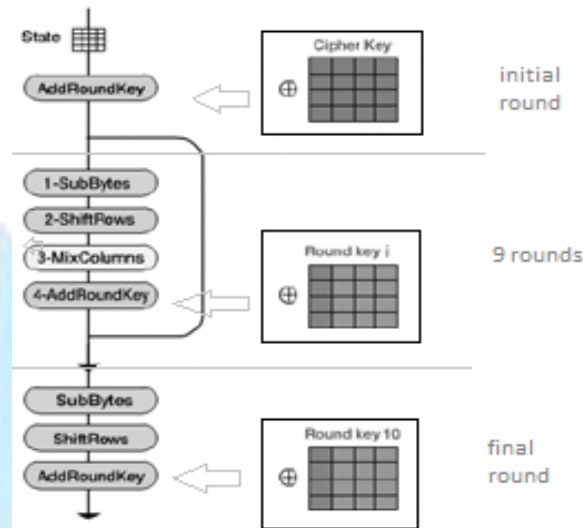 State
Cipher Key
AddRoundKey
⊕
initial
round
1-SubBytes
2-ShiftRows
3-MixColumns
4-AddRoundKey
Round key i
⊕
9 rounds
SubBytes
ShiftRows
AddRoundKey
Round key 10
⊕
final
round